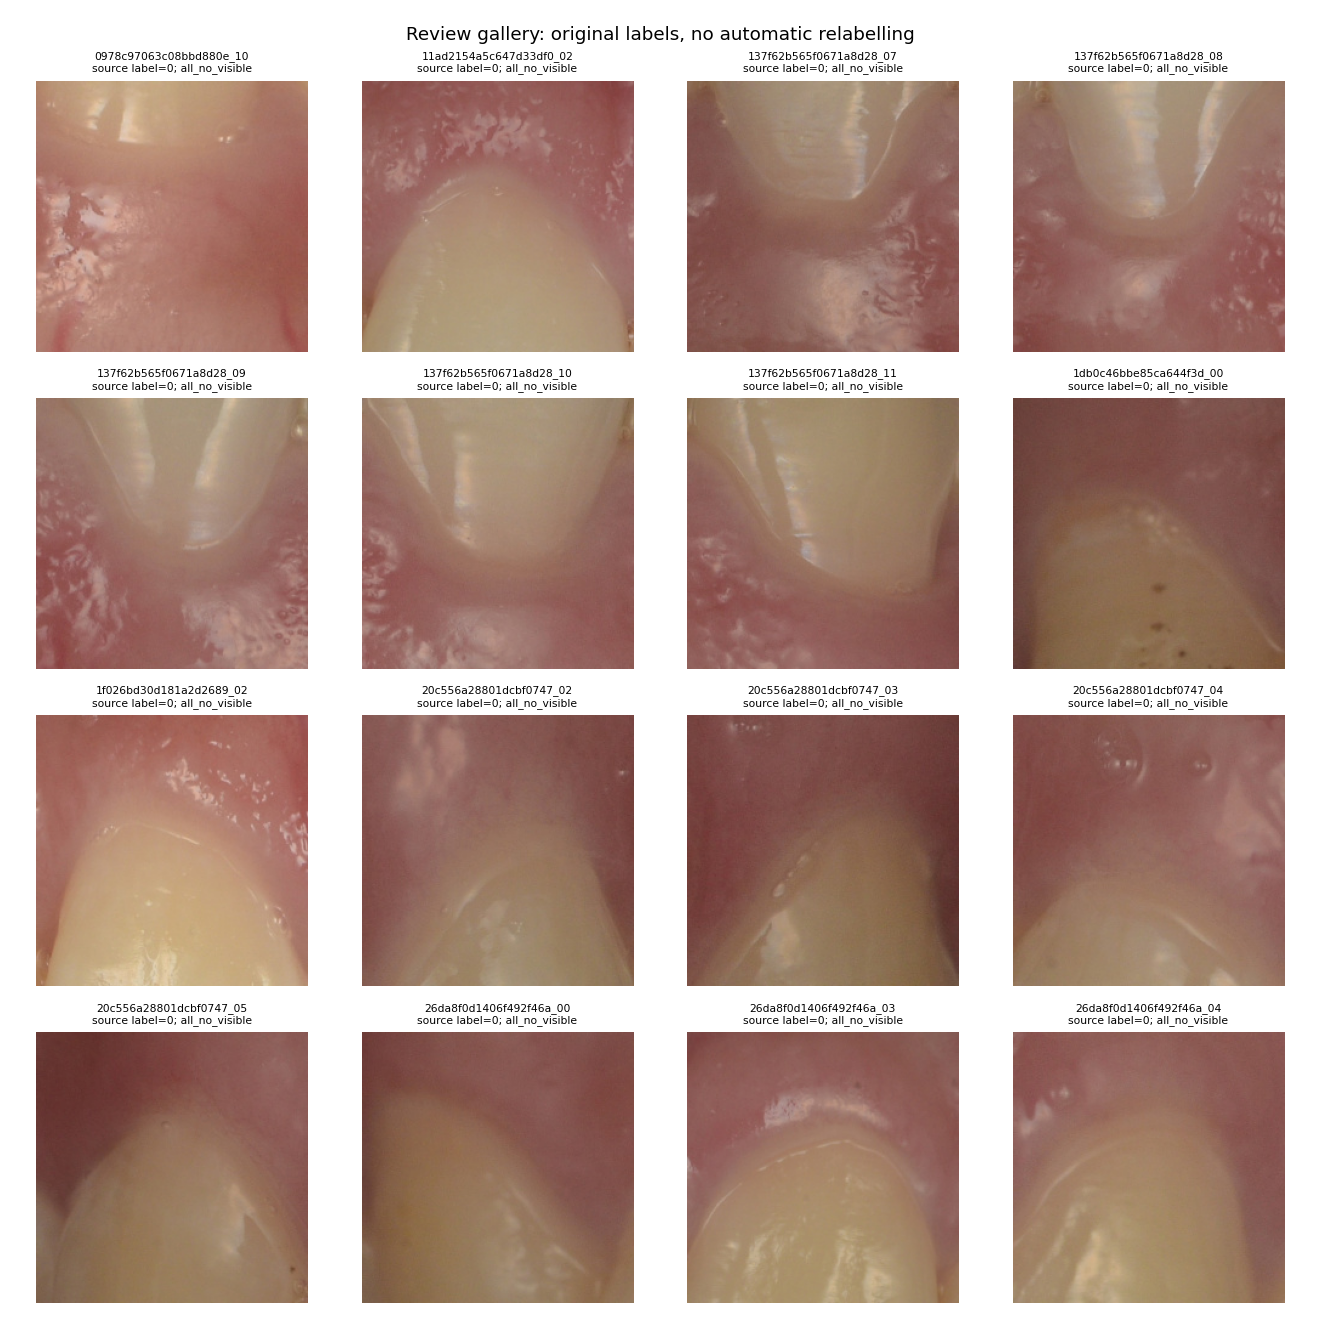 Review gallery: original labels, no automatic relabelling
0978c97063c08bbd880e_10
source label=0; all_no_visible
11ad2154a5c647d33df0_02
source label=0; all_no_visible
137f62b565f0671a8d28_07
source label=0; all_no_visible
137f62b565f0671a8d28_08
source label=0; all_no_visible
137f62b565f0671a8d28_09
source label=0; all_no_visible
137f62b565f0671a8d28_10
source label=0; all_no_visible
137f62b565f0671a8d28_11
source label=0; all_no_visible
1db0c46bbe85ca644f3d_00
source label=0; all_no_visible
1f026bd30d181a2d2689_02
source label=0; all_no_visible
20c556a28801dcbf0747_02
source label=0; all_no_visible
20c556a28801dcbf0747_03
source label=0; all_no_visible
20c556a28801dcbf0747_04
source label=0; all_no_visible
20c556a28801dcbf0747_05
source label=0; all_no_visible
26da8f0d1406f492f46a_00
source label=0; all_no_visible
26da8f0d1406f492f46a_03
source label=0; all_no_visible
26da8f0d1406f492f46a_04
source label=0; all_no_visible